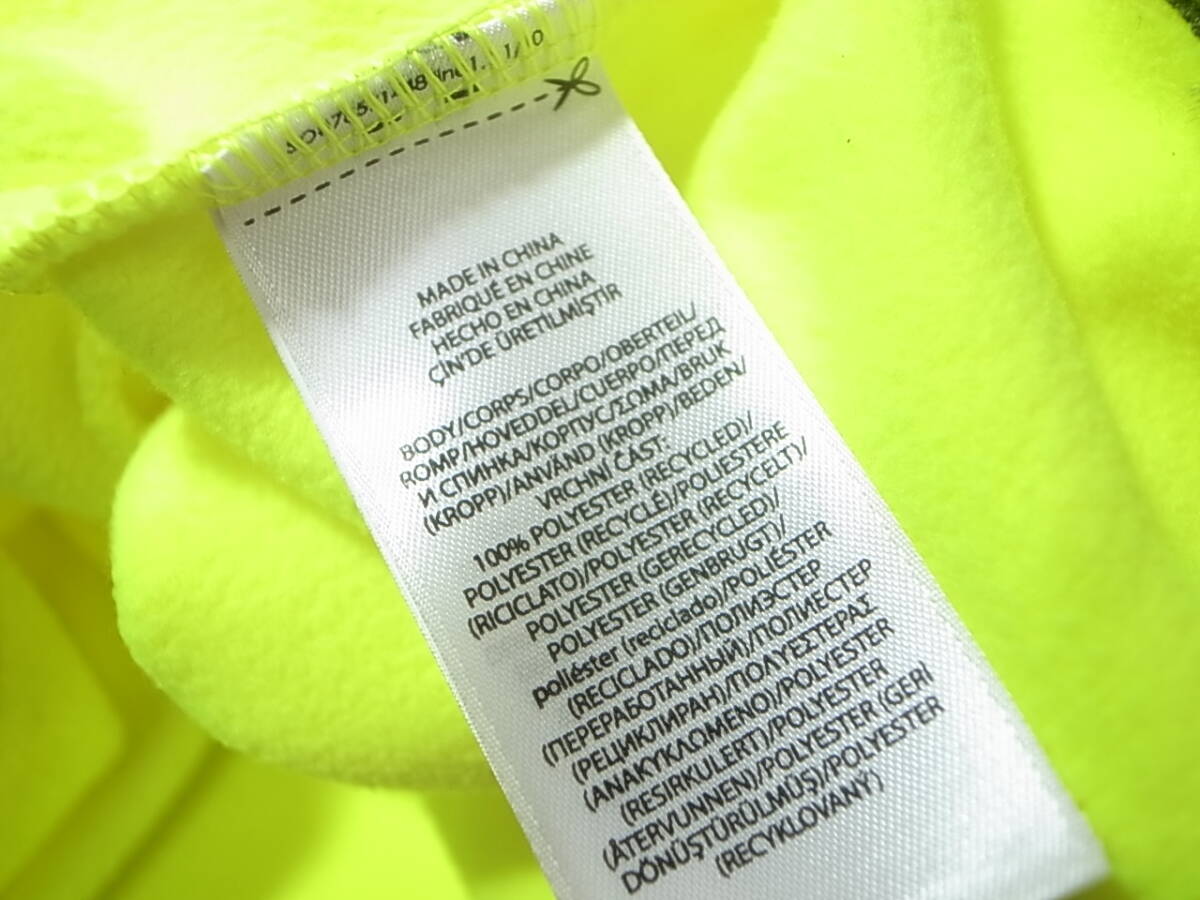 MADE IN CHINA
FABRIQUÉ EN CHINE
HECHO EN CHINA
ÇİN'DE ÜRETILMIŞTIR
BODY/CORPS/CORPO/OBERTEIL/
ROMP/HOVEDDEL/CUERPO/ПЕРЕД
И СПИНКА/КОРПУС/ΣΩΜΑ/BRUK
(KROPP)/ANVÄND (KROPP)/BEDEN/
VRCHNÍ ČÁST:
100% POLYESTER (RECYCLED)/
POLYESTER (RECYCLÉ)/POLIESTERE
(RICICLATO)/POLYESTER (RECYCELT)/
POLYESTER (GERECYCLED)/
POLYESTER (GENBRUGT)/
poliéster (reciclado)/POLIÉSTER
(RECICLADO)/ПОЛИЭСТЕР
(ПЕРЕРАБОТАННЫЙ)/ПОЛИЕСТЕР
(РЕЦИКЛИРАН)/ΠΟΛΥΕΣΤΕΡΑΣ
(ΑΝΑΚΥΚΛΩΜΕΝΟ)/POLYESTER
(RESIRKULERT)/POLYESTER
(ÅTERVUNNEN)/POLYESTER (GERI
DÖNÜŞTÜRÜLMÜŞ)/POLYESTER
(RECYKLOVANÝ)